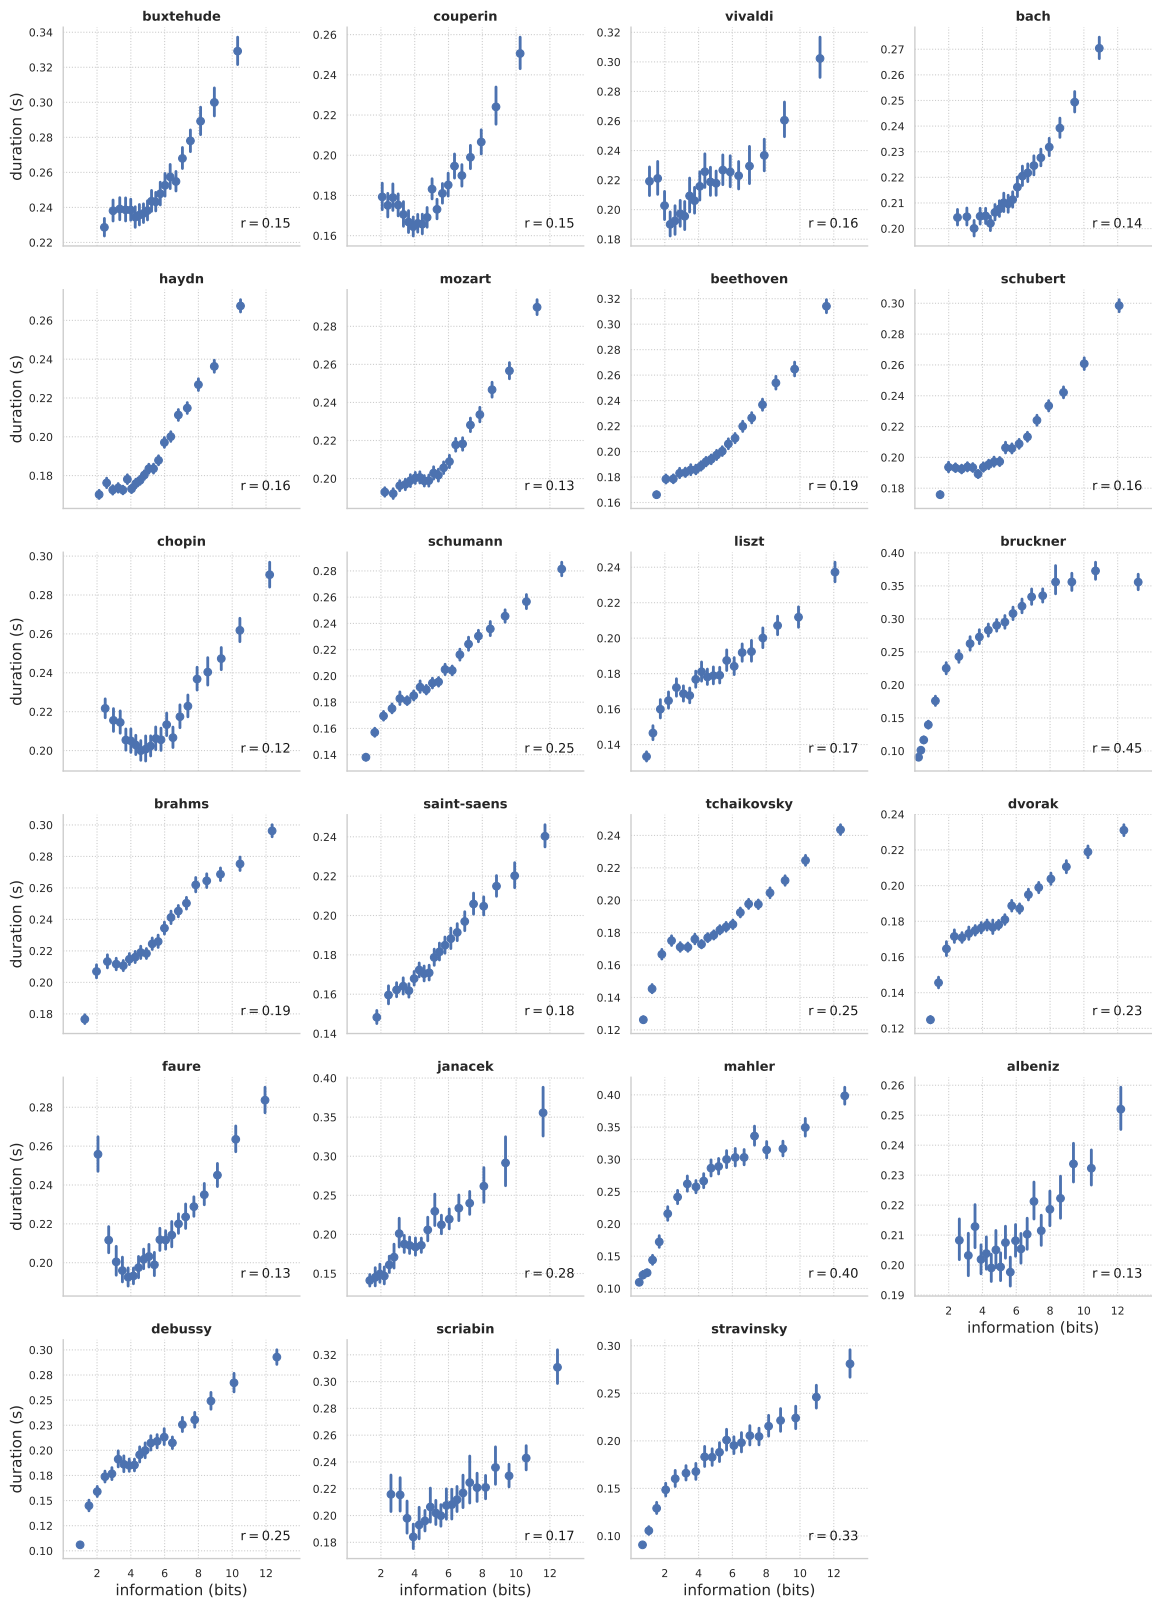 buxtehude
couperin
vivaldi
bach
duration (s)
0.34
0.32
0.30
0.28
0.26
0.24
0.22
r = 0.15
0.26
0.24
0.22
0.20
0.18
0.16
r = 0.15
0.32
0.30
0.28
0.26
0.24
0.22
0.20
0.18
r = 0.16
0.27
0.26
0.25
0.24
0.23
0.22
0.21
0.20
r = 0.14
haydn
mozart
beethoven
schubert
duration (s)
0.26
0.24
0.22
0.20
0.18
r = 0.16
0.28
0.26
0.24
0.22
0.20
r = 0.13
0.32
0.30
0.28
0.26
0.24
0.22
0.20
0.18
0.16
r = 0.19
0.30
0.28
0.26
0.24
0.22
0.20
0.18
r = 0.16
chopin
schumann
liszt
bruckner
duration (s)
0.30
0.28
0.26
0.24
0.22
0.20
r = 0.12
0.28
0.26
0.24
0.22
0.20
0.18
0.16
0.14
r = 0.25
0.24
0.22
0.20
0.18
0.16
0.14
r = 0.17
0.40
0.35
0.30
0.25
0.20
0.15
0.10
r = 0.45
brahms
saint-saens
tchaikovsky
dvorak
duration (s)
0.30
0.28
0.26
0.24
0.22
0.20
0.18
r = 0.19
0.24
0.22
0.20
0.18
0.16
0.14
r = 0.18
0.24
0.22
0.20
0.18
0.16
0.14
0.12
r = 0.25
0.24
0.22
0.20
0.18
0.16
0.14
0.12
r = 0.23
faure
janacek
mahler
albeniz
duration (s)
0.28
0.26
0.24
0.22
0.20
r = 0.13
0.40
0.35
0.30
0.25
0.20
0.15
r = 0.28
0.40
0.35
0.30
0.25
0.20
0.15
0.10
r = 0.40
0.26
0.25
0.24
0.23
0.22
0.21
0.20
0.19
r = 0.13
2 4 6 8 10 12
information (bits)
debussy
scriabin
stravinsky
duration (s)
0.30
0.28
0.25
0.23
0.20
0.18
0.15
0.12
0.10
r = 0.25
2 4 6 8 10 12
information (bits)
0.32
0.30
0.28
0.26
0.24
0.22
0.20
0.18
r = 0.17
2 4 6 8 10 12
information (bits)
0.30
0.25
0.20
0.15
0.10
r = 0.33
2 4 6 8 10 12
information (bits)